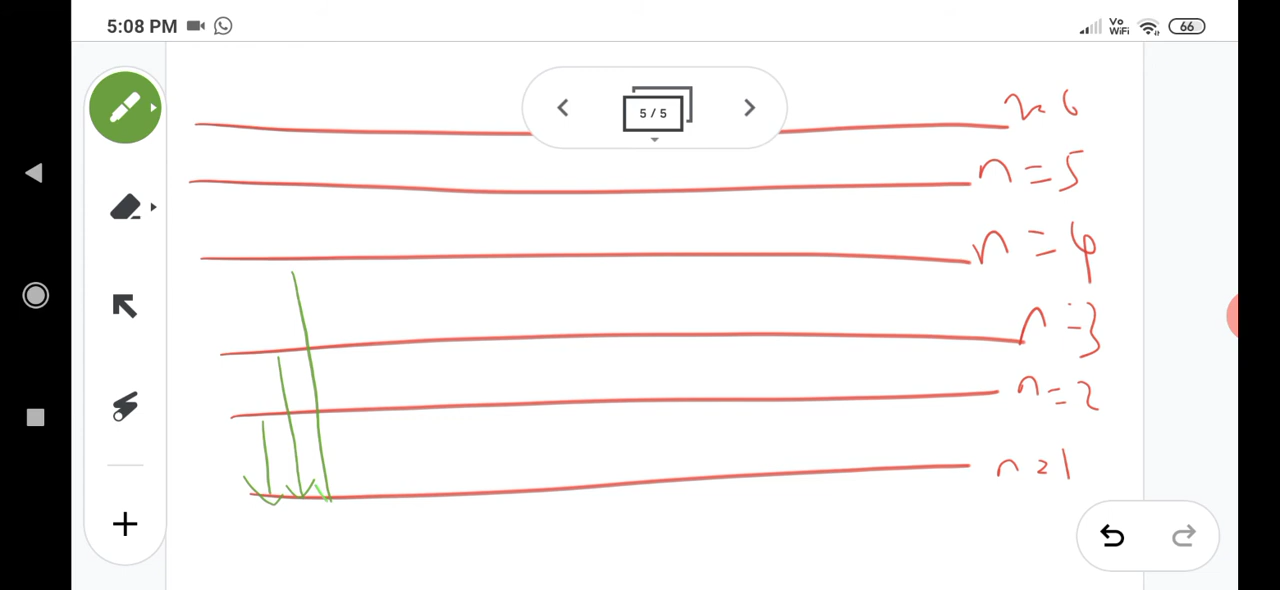 5:08 PM
Vo
WiFi
66
5 / 5
n= 6
n = 5
n = 4
n =3
n = 2
n = 1